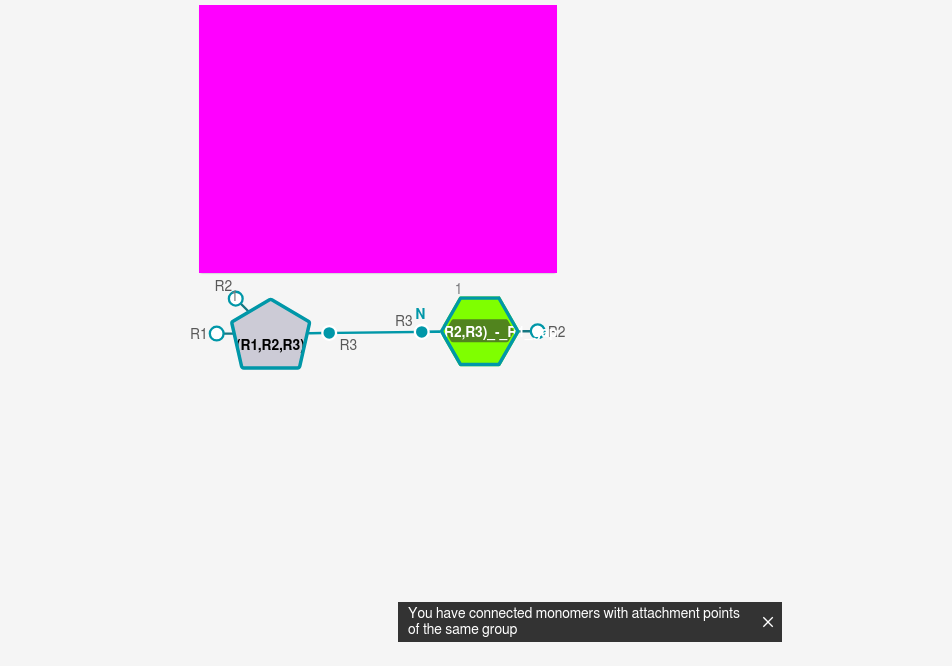 R2
1
R1
(R1,R2,R3)
R3
R3
N
1
R2,R3)_-_
R2
You have connected monomers with attachment points
of the same group